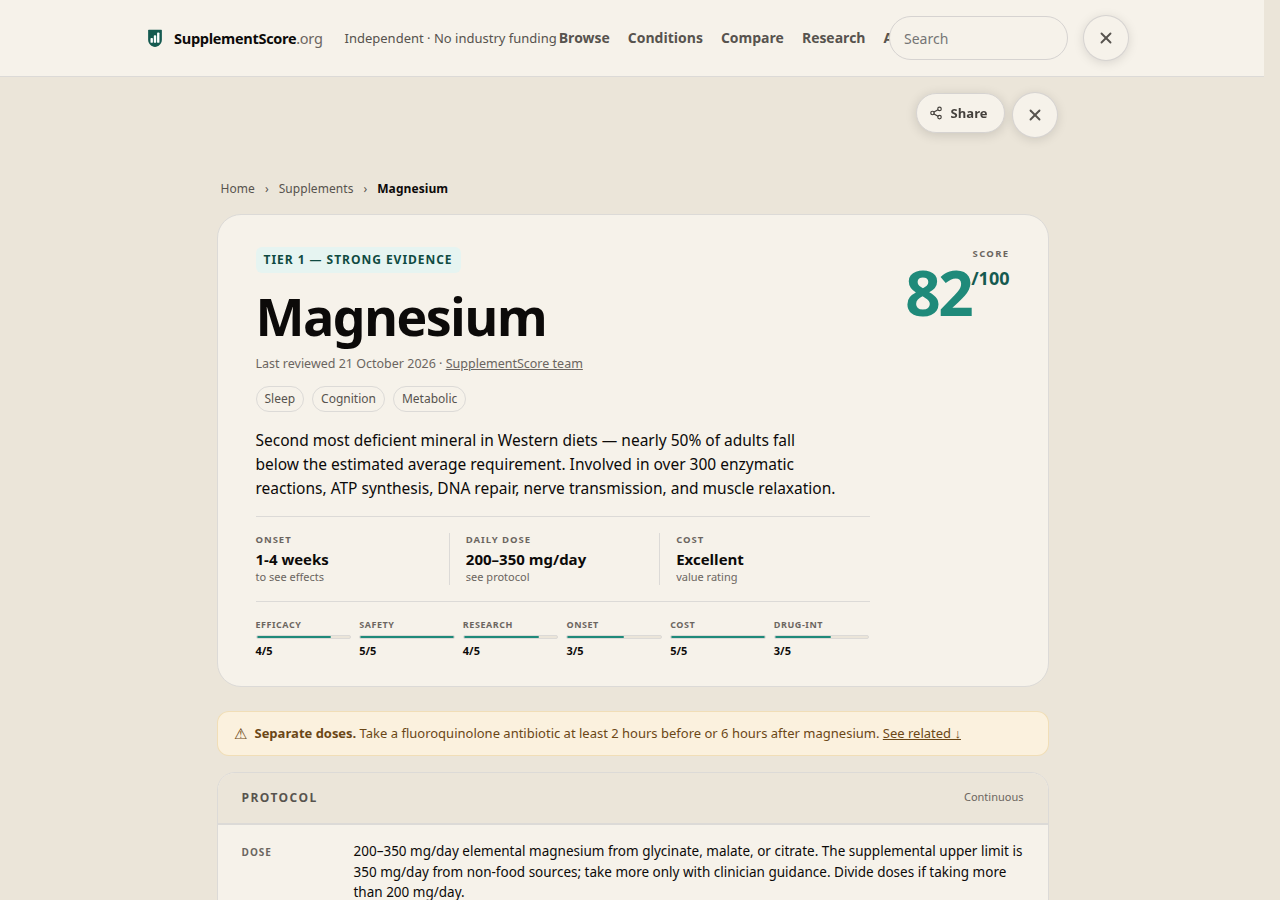 SupplementScore.org
Independent · No industry funding
Browse
Conditions
Compare
Research
Search
Share
Home › Supplements › Magnesium
TIER 1 — STRONG EVIDENCE
SCORE
82/100
Magnesium
Last reviewed 21 October 2026 · SupplementScore team
Sleep
Cognition
Metabolic
Second most deficient mineral in Western diets — nearly 50% of adults fall
below the estimated average requirement. Involved in over 300 enzymatic
reactions, ATP synthesis, DNA repair, nerve transmission, and muscle relaxation.
ONSET
1-4 weeks
to see effects
DAILY DOSE
200–350 mg/day
see protocol
COST
Excellent
value rating
EFFICACY
4/5
SAFETY
5/5
RESEARCH
4/5
ONSET
3/5
COST
5/5
DRUG-INT
3/5
⚠ Separate doses. Take a fluoroquinolone antibiotic at least 2 hours before or 6 hours after magnesium. See related ↓
PROTOCOL
Continuous
DOSE
200–350 mg/day elemental magnesium from glycinate, malate, or citrate. The supplemental upper limit is
350 mg/day from non-food sources; take more only with clinician guidance. Divide doses if taking more
than 200 mg/day.